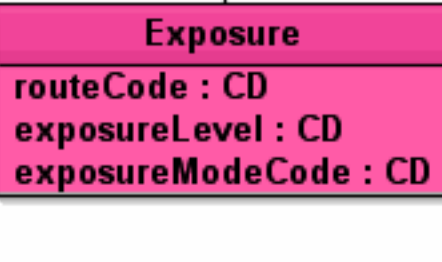 Exposure
routeCode : CD
exposureLevel : CD
exposureModeCode : CD